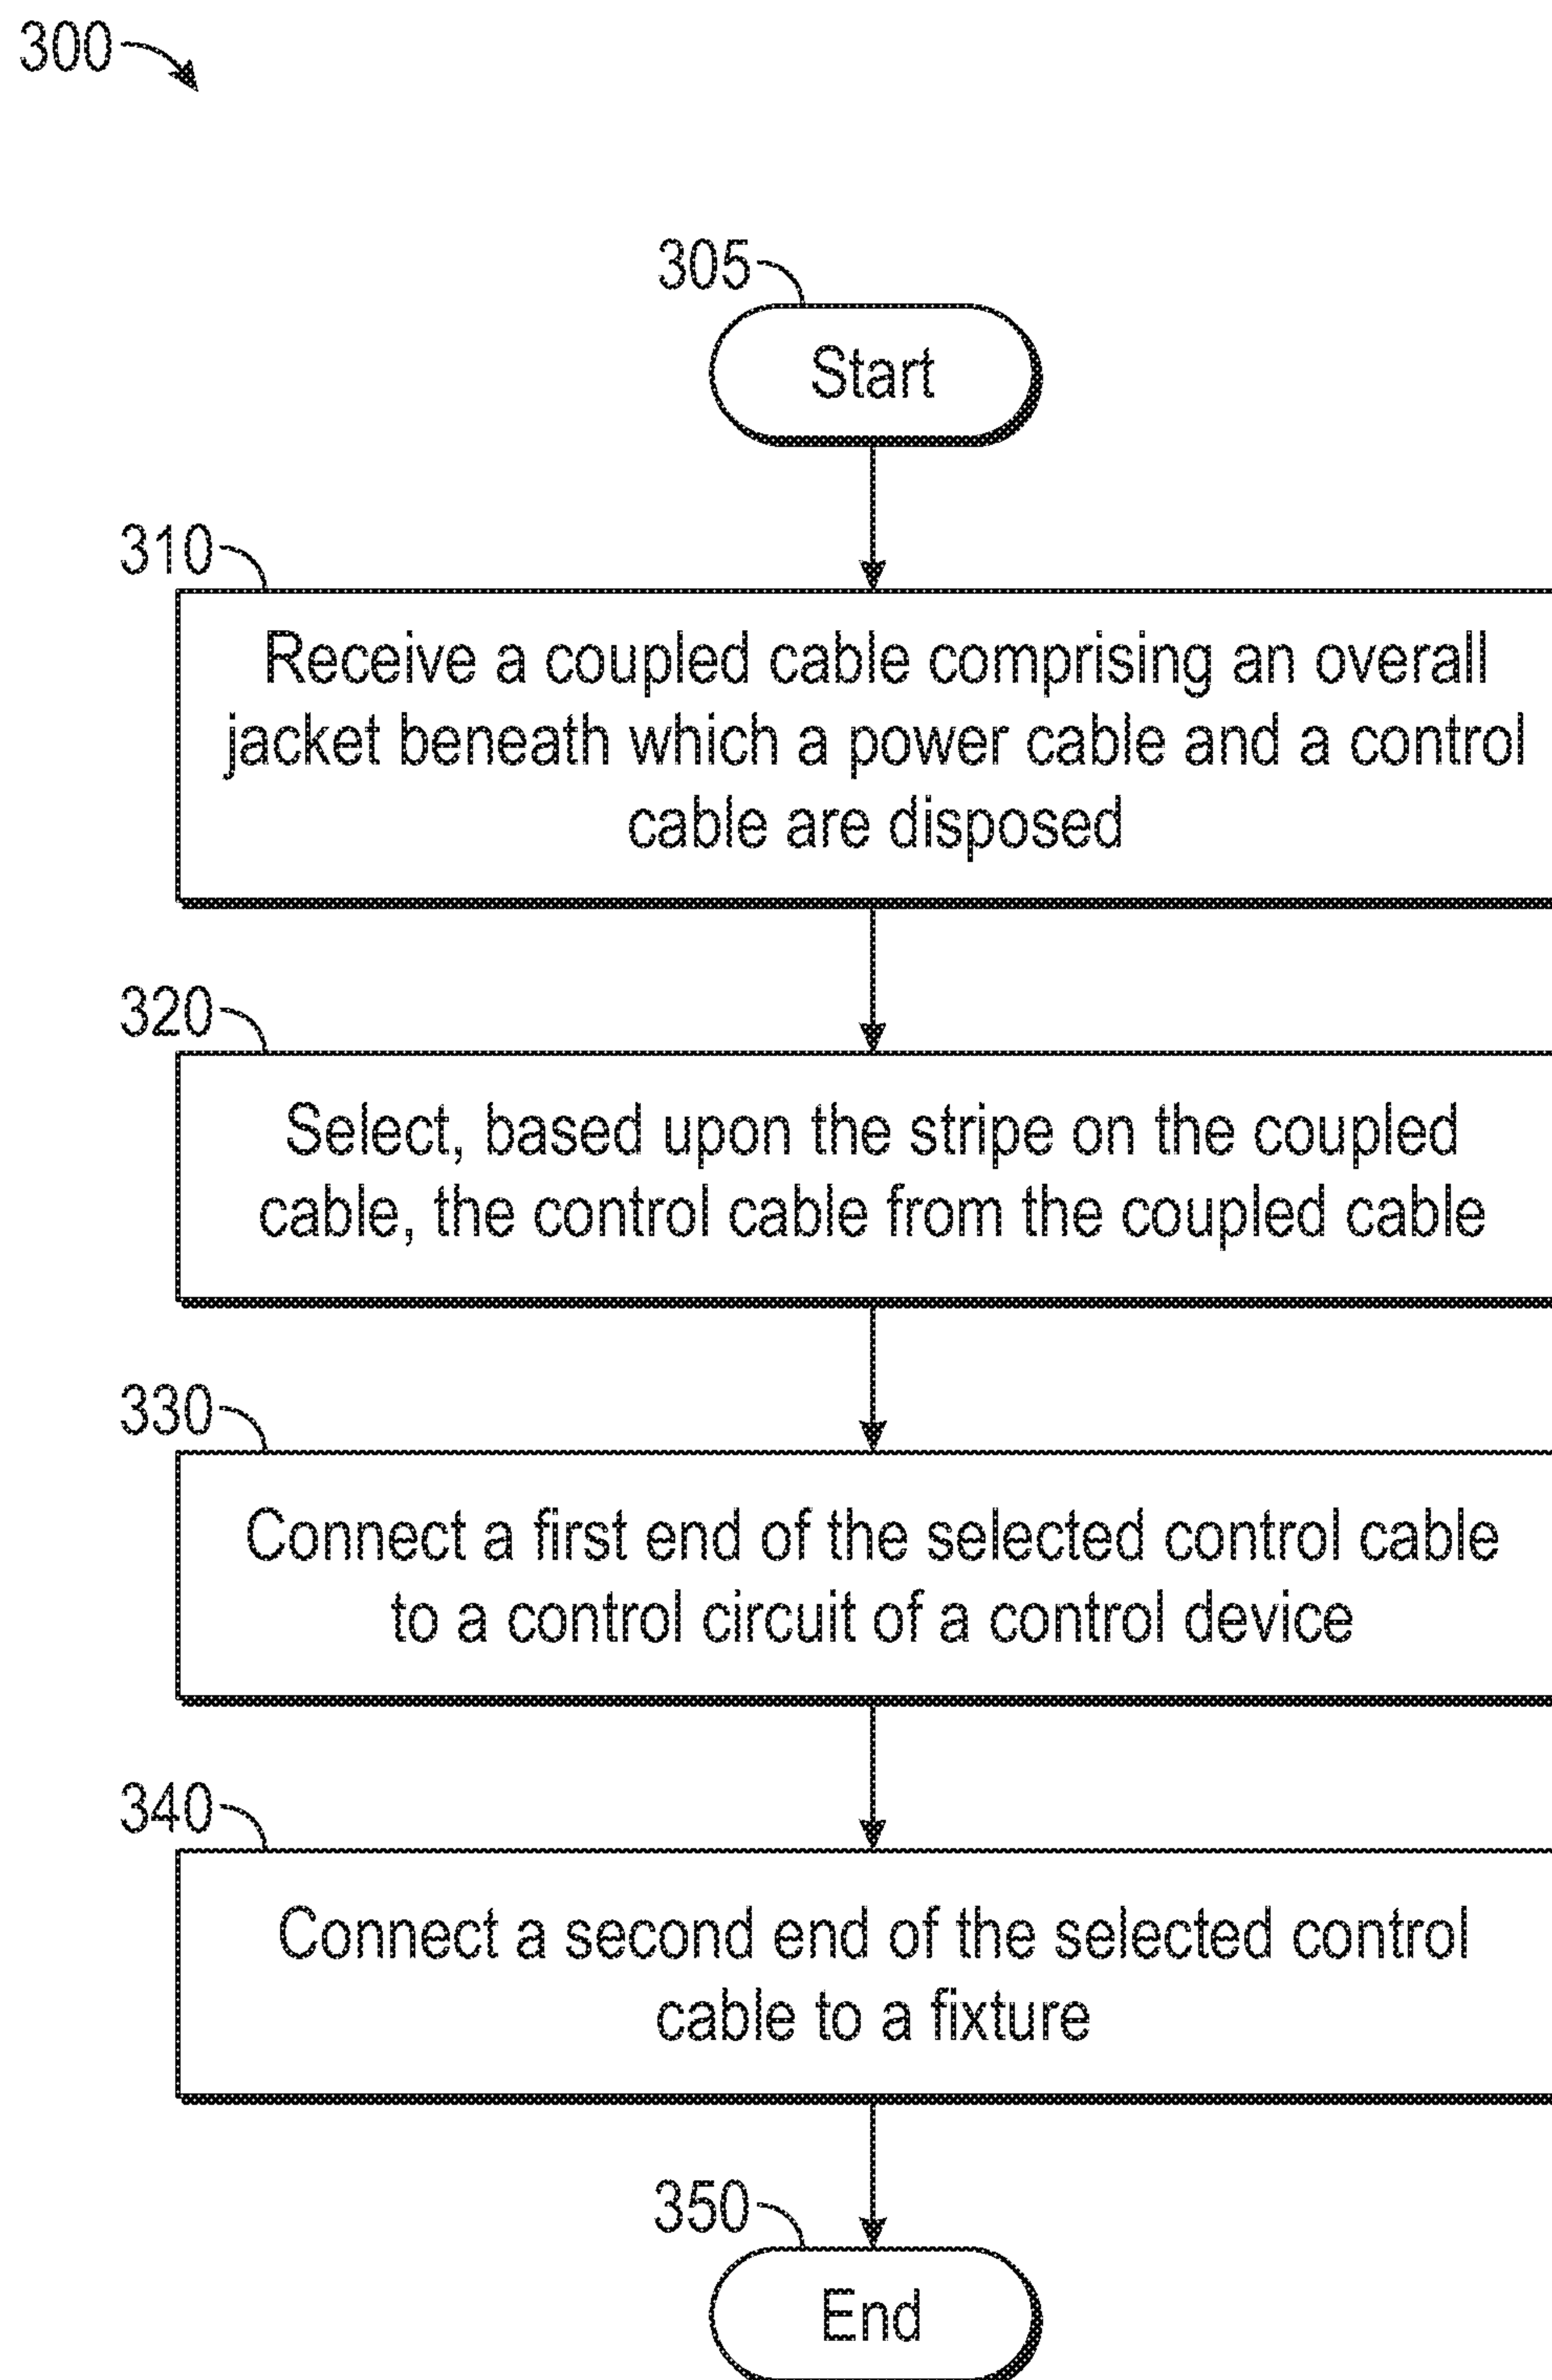 300
305
Start
310
Receive a coupled cable comprising an overall
jacket beneath which a power cable and a control
cable are disposed
320
Select, based upon the stripe on the coupled
cable, the control cable from the coupled cable
330
Connect a first end of the selected control cable
to a control circuit of a control device
340
Connect a second end of the selected control
cable to a fixture
350
End